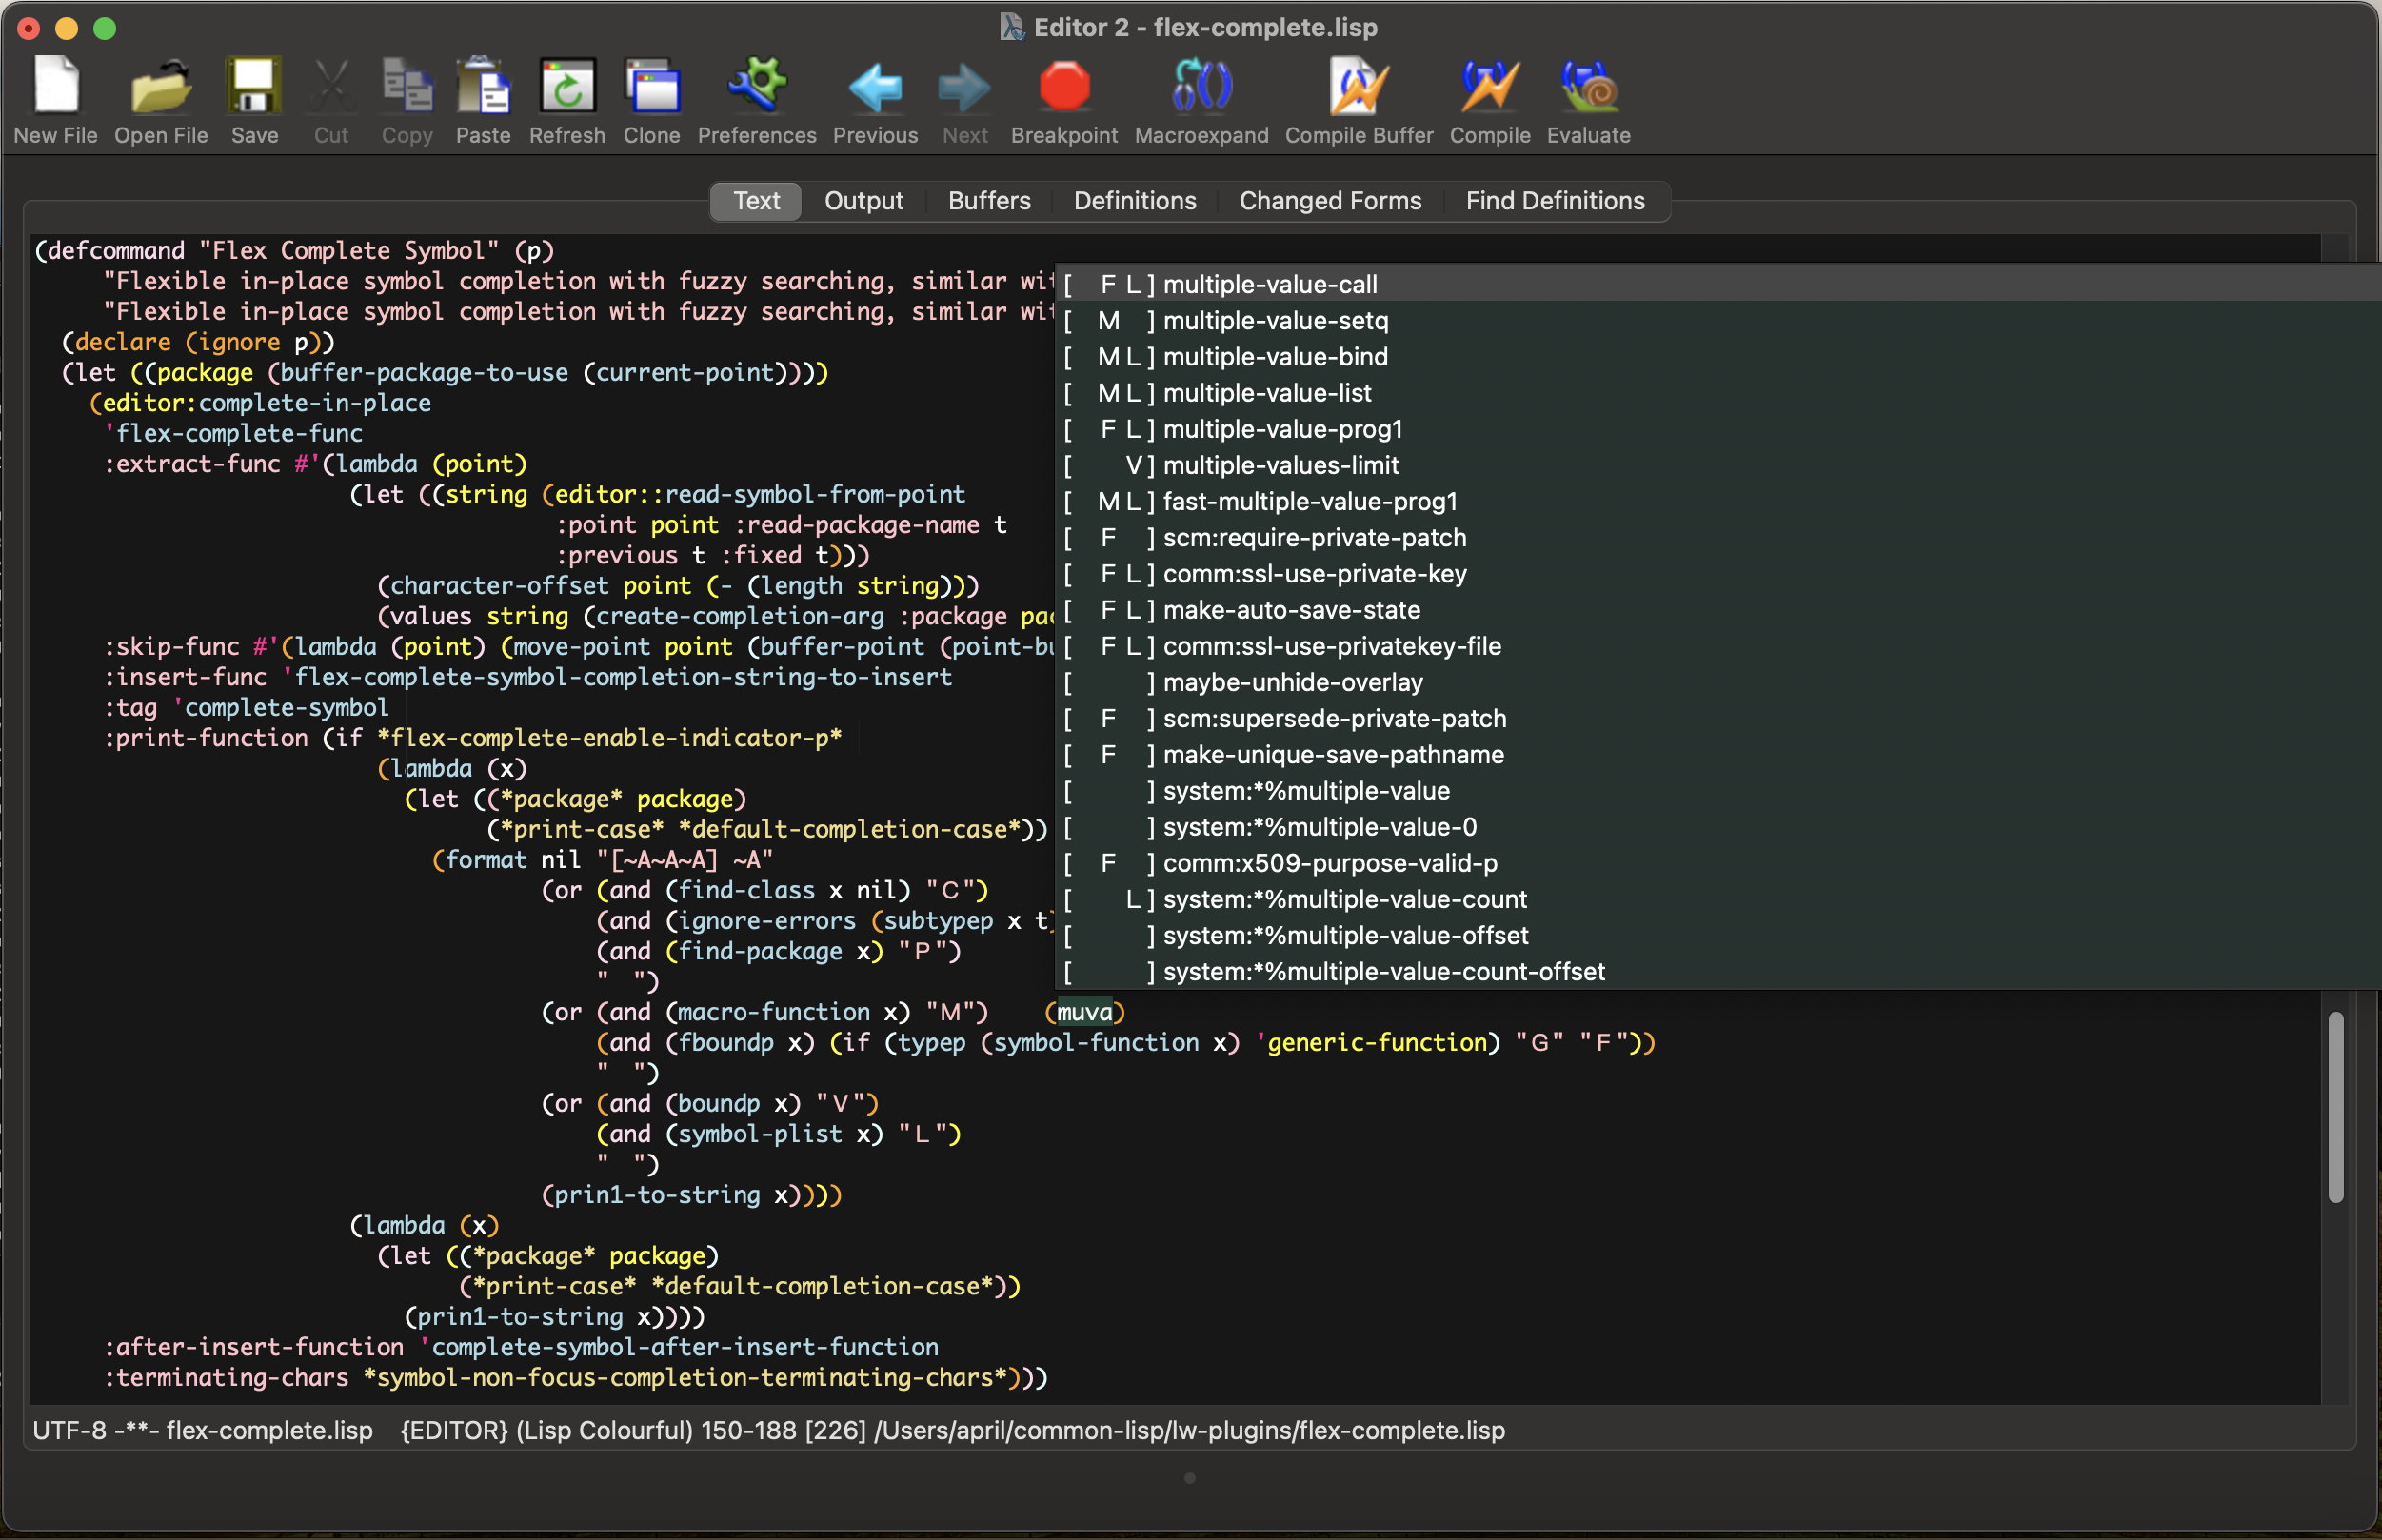 Editor 2 - flex-complete.lisp
New File Open File Save Cut Copy Paste Refresh Clone Preferences Previous Next Breakpoint Macroexpand Compile Buffer Compile Evaluate
Text Output Buffers Definitions Changed Forms Find Definitions
(defcommand "Flex Complete Symbol" (p)
"Flexible in-place symbol completion with fuzzy searching, similar wit
"Flexible in-place symbol completion with fuzzy searching, similar wit
(declare (ignore p))
(let ((package (buffer-package-to-use (current-point))))
(editor:complete-in-place
'flex-complete-func
:extract-func #'(lambda (point)
(let ((string (editor::read-symbol-from-point
:point point :read-package-name t
:previous t :fixed t)))
(character-offset point (- (length string)))
(values string (create-completion-arg :package pac
:skip-func #'(lambda (point) (move-point point (buffer-point (point-bu
:insert-func 'flex-complete-symbol-completion-string-to-insert
:tag 'complete-symbol
:print-function (if *flex-complete-enable-indicator-p*
(lambda (x)
(let ((*package* package)
(*print-case* *default-completion-case*))
(format nil "[~A~A~A] ~A"
(or (and (find-class x nil) "C")
(and (ignore-errors (subtypep x t)
(and (find-package x) "P")
" ")
(or (and (macro-function x) "M") (muva)
(and (fboundp x) (if (typep (symbol-function x) 'generic-function) "G" "F"))
" ")
(or (and (boundp x) "V")
(and (symbol-plist x) "L")
" ")
(prin1-to-string x))))
(lambda (x)
(let ((*package* package)
(*print-case* *default-completion-case*))
(prin1-to-string x))))
:after-insert-function 'complete-symbol-after-insert-function
:terminating-chars *symbol-non-focus-completion-terminating-chars*)))
[ F L ] multiple-value-call
[ M ] multiple-value-setq
[ M L ] multiple-value-bind
[ M L ] multiple-value-list
[ F L ] multiple-value-prog1
[ V ] multiple-values-limit
[ M L ] fast-multiple-value-prog1
[ F ] scm:require-private-patch
[ F L ] comm:ssl-use-private-key
[ F L ] make-auto-save-state
[ F L ] comm:ssl-use-privatekey-file
[ ] maybe-unhide-overlay
[ F ] scm:supersede-private-patch
[ F ] make-unique-save-pathname
[ ] system:*%multiple-value
[ ] system:*%multiple-value-0
[ F ] comm:x509-purpose-valid-p
[ L ] system:*%multiple-value-count
[ ] system:*%multiple-value-offset
[ ] system:*%multiple-value-count-offset
UTF-8 -**- flex-complete.lisp {EDITOR} (Lisp Colourful) 150-188 [226] /Users/april/common-lisp/lw-plugins/flex-complete.lisp